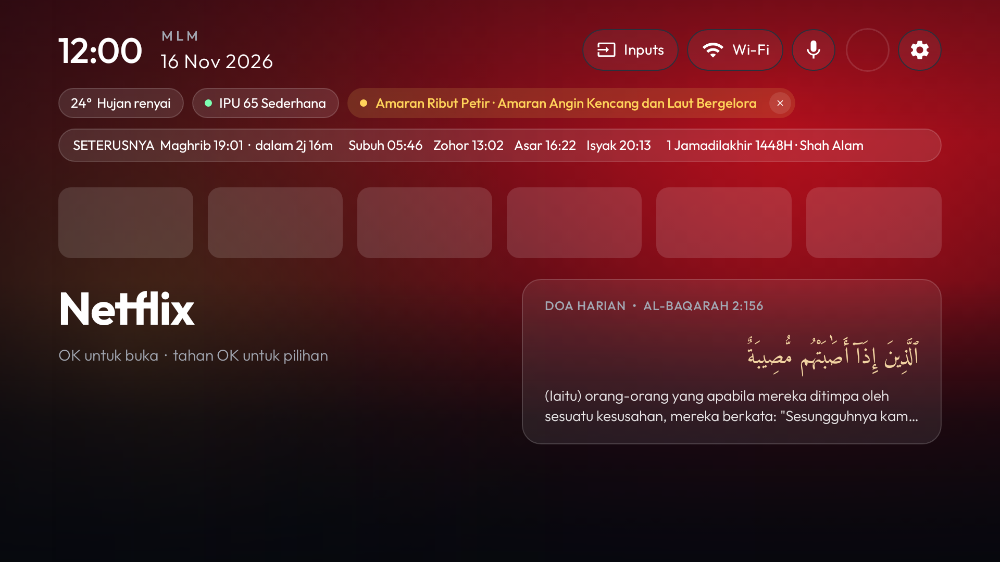 12:00
MLM
16 Nov 2026
Inputs
Wi-Fi
24° Hujan renyai
IPU 65 Sederhana
Amaran Ribut Petir · Amaran Angin Kencang dan Laut Bergelora
SETERUSNYA Maghrib 19:01 · dalam 2j 16m Subuh 05:46 Zohor 13:02 Asar 16:22 Isyak 20:13 1 Jamadilakhir 1448H · Shah Alam
Netflix
OK untuk buka · tahan OK untuk pilihan
DOA HARIAN • AL-BAQARAH 2:156
ٱلَّذِينَ إِذَآ أَصَٰبَتْهُم مُّصِيبَةٌ
(Iaitu) orang-orang yang apabila mereka ditimpa oleh
sesuatu kesusahan, mereka berkata: "Sesungguhnya kam…